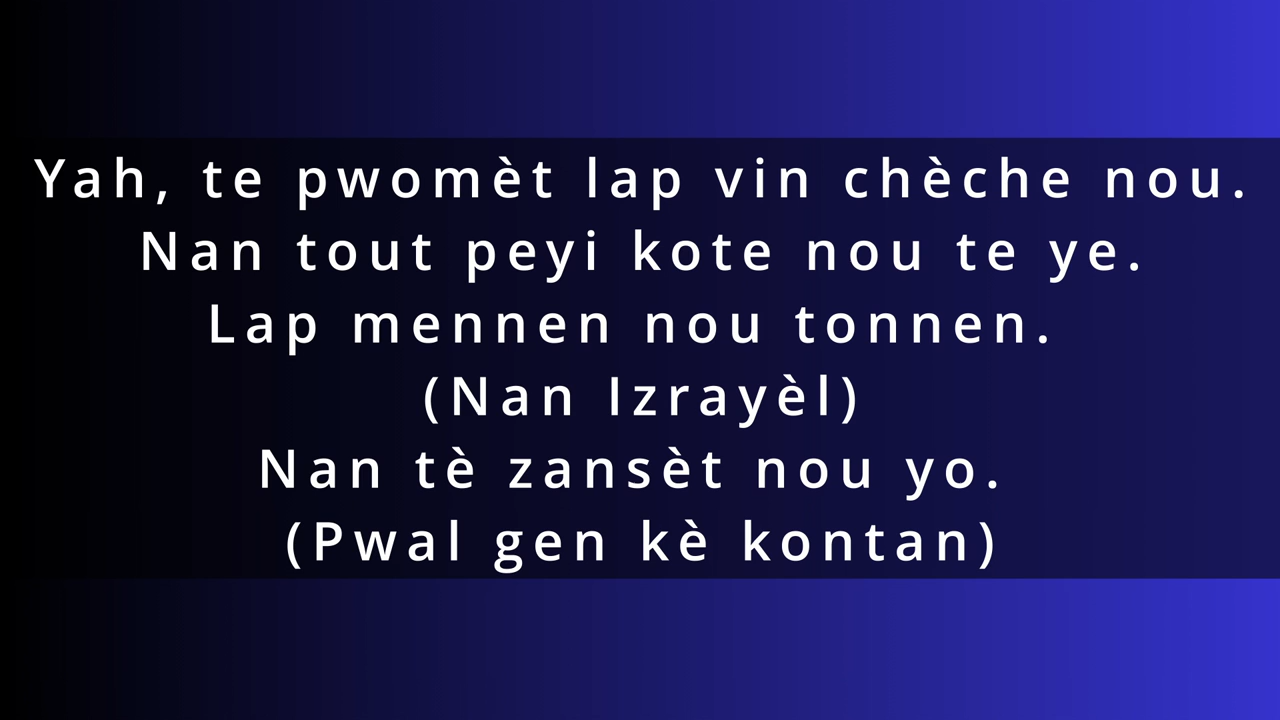 Yah, te pwomèt lap vin chèche nou.
Nan tout peyi kote nou te ye.
Lap mennen nou tonnen.
(Nan Izrayèl)
Nan tè zansèt nou yo.
(Pwal gen kè kontan)